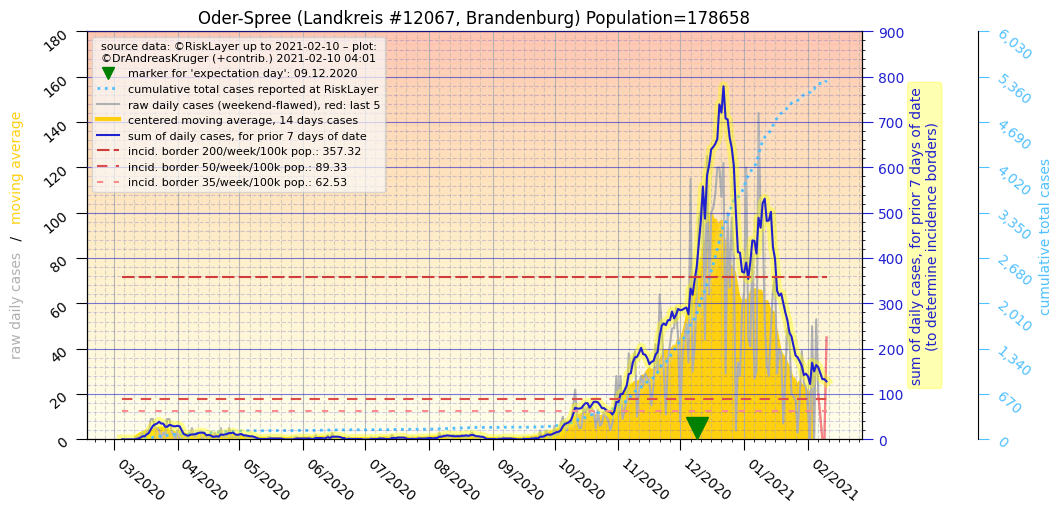 Oder-Spree (Landkreis #12067, Brandenburg) Population=178658
source data: ©RiskLayer up to 2021-02-10 – plot:
©DrAndreasKruger (+contrib.) 2021-02-10 04:01
marker for 'expectation day': 09.12.2020
cumulative total cases reported at RiskLayer
raw daily cases (weekend-flawed), red: last 5
centered moving average, 14 days cases
sum of daily cases, for prior 7 days of date
incid. border 200/week/100k pop.: 357.32
incid. border 50/week/100k pop.: 89.33
incid. border 35/week/100k pop.: 62.53
raw daily cases / moving average
180
160
140
120
100
80
60
40
20
0
03/2020
04/2020
05/2020
06/2020
07/2020
08/2020
09/2020
10/2020
11/2020
12/2020
01/2021
02/2021
900
800
700
600
500
400
300
200
100
0
sum of daily cases, for prior 7 days of date
(to determine incidence borders)
6,030
5,360
4,690
4,020
3,350
2,680
2,010
1,340
670
0
cumulative total cases